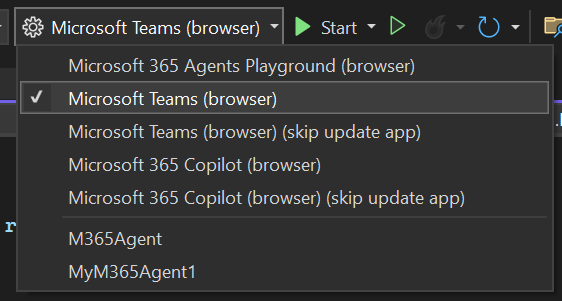 Microsoft Teams (browser) Start
Microsoft 365 Agents Playground (browser)
Microsoft Teams (browser)
Microsoft Teams (browser) (skip update app)
Microsoft 365 Copilot (browser)
Microsoft 365 Copilot (browser) (skip update app)
r
M365Agent
MyM365Agent1